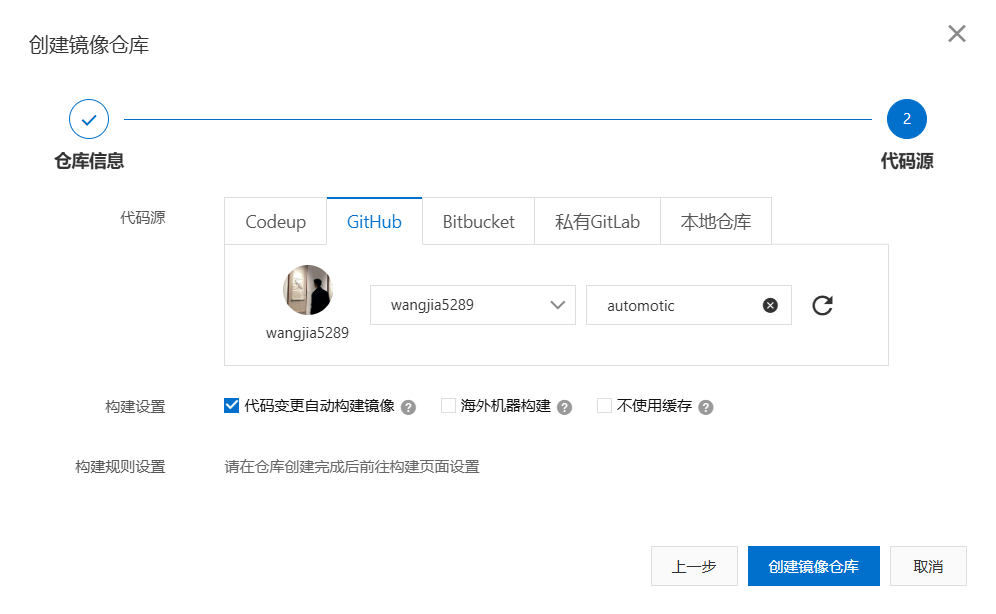 创建镜像仓库
2
仓库信息
代码源
代码源
Codeup GitHub Bitbucket 私有GitLab 本地仓库
wangjia5289 automotic
wangjia5289
构建设置 代码变更自动构建镜像 ? 海外机器构建 ? 不使用缓存 ?
构建规则设置 请在仓库创建完成后前往构建页面设置
上一步 创建镜像仓库 取消